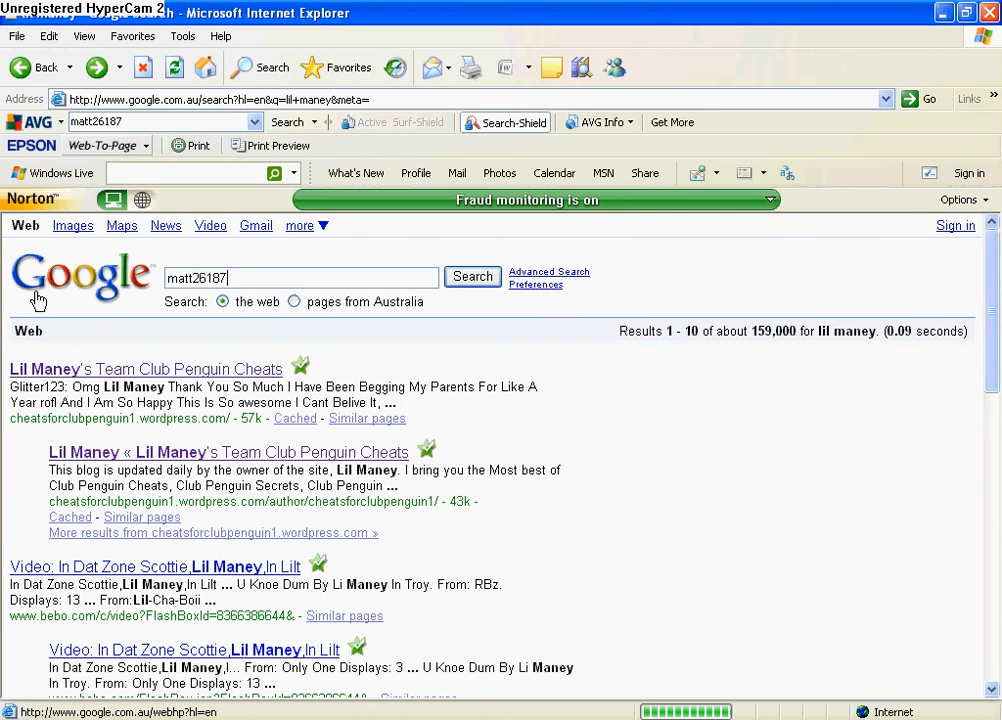 Unregistered HyperCam 2
Search - Microsoft Internet Explorer
File Edit View Favorites Tools Help
Back Search Favorites
Address http://www.google.com.au/search?hl=en&q=lil+maney&meta= Go Links »
AVG matt26187 Search Active Surf-Shield Search-Shield AVG Info Get More
EPSON Web-To-Page Print Print Preview
Windows Live What's New Profile Mail Photos Calendar MSN Share Sign in
Norton™ Fraud monitoring is on Options
Web Images Maps News Video Gmail more ▼ Sign in
Google™ matt26187 Search Advanced Search
Preferences
Search: the web pages from Australia
Web Results 1 - 10 of about 159,000 for lil maney. (0.09 seconds)
Lil Maney's Team Club Penguin Cheats
Glitter123: Omg Lil Maney Thank You So Much I Have Been Begging My Parents For Like A
Year rofl And I Am So Happy This Is So awesome I Cant Belive It, ...
cheatsforclubpenguin1.wordpress.com/ - 57k - Cached - Similar pages
Lil Maney « Lil Maney's Team Club Penguin Cheats
This blog is updated daily by the owner of the site, Lil Maney. I bring you the Most best of
Club Penguin Cheats, Club Penguin Secrets, Club Penguin ...
cheatsforclubpenguin1.wordpress.com/author/cheatsforclubpenguin1/ - 43k -
Cached - Similar pages
More results from cheatsforclubpenguin1.wordpress.com »
Video: In Dat Zone Scottie,Lil Maney,In Lilt
In Dat Zone Scottie,Lil Maney,In Lilt ... U Knoe Dum By Li Maney In Troy. From: RBz.
Displays: 13 ... From:Lil-Cha-Boii ...
www.bebo.com/c/video?FlashBoxId=8366386644& - Similar pages
Video: In Dat Zone Scottie,Lil Maney,In Lilt
In Dat Zone Scottie,Lil Maney,I... From: Only One Displays: 3 ... U Knoe Dum By Li Maney
In Troy. From: Only One Displays: 13 ...
http://www.google.com.au/webhp?hl=en Internet